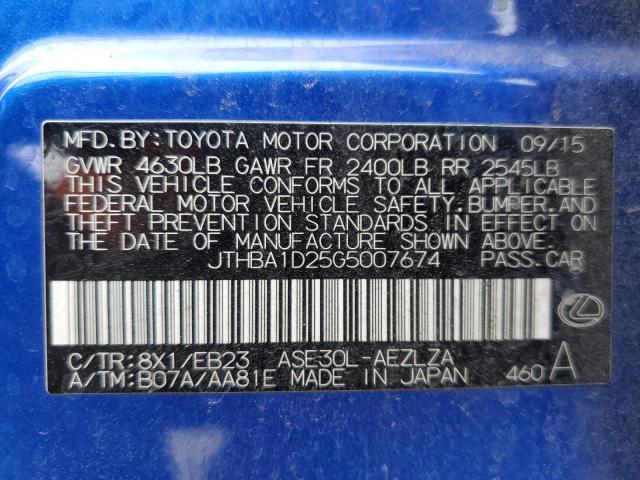 MFD. BY: TOYOTA MOTOR CORPORATION 09/15
GVWR 4630LB GAWR FR 2400LB RR 2545LB
THIS VEHICLE CONFORMS TO ALL APPLICABLE
FEDERAL MOTOR VEHICLE SAFETY, BUMPER, AND
THEFT PREVENTION STANDARDS IN EFFECT ON
THE DATE OF MANUFACTURE SHOWN ABOVE.
JTHBA1D25G5007674 PASS. CAR
C/TR: 8X1/EB23 ASE30L-AEZLZA
A/TM: B07A/AA81E MADE IN JAPAN 460 A